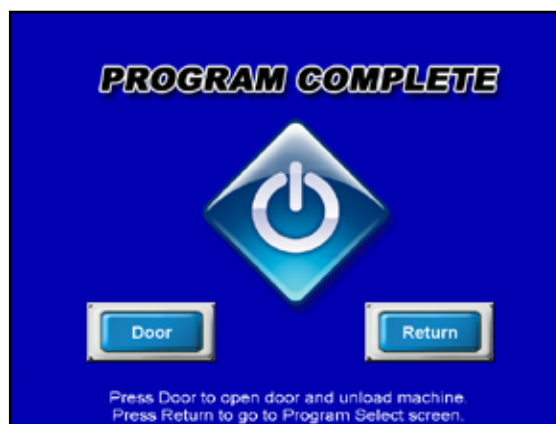 PROGRAM COMPLETE
Door
Return
Press Door to open door and unload machine.
Press Return to go to Program Select screen.